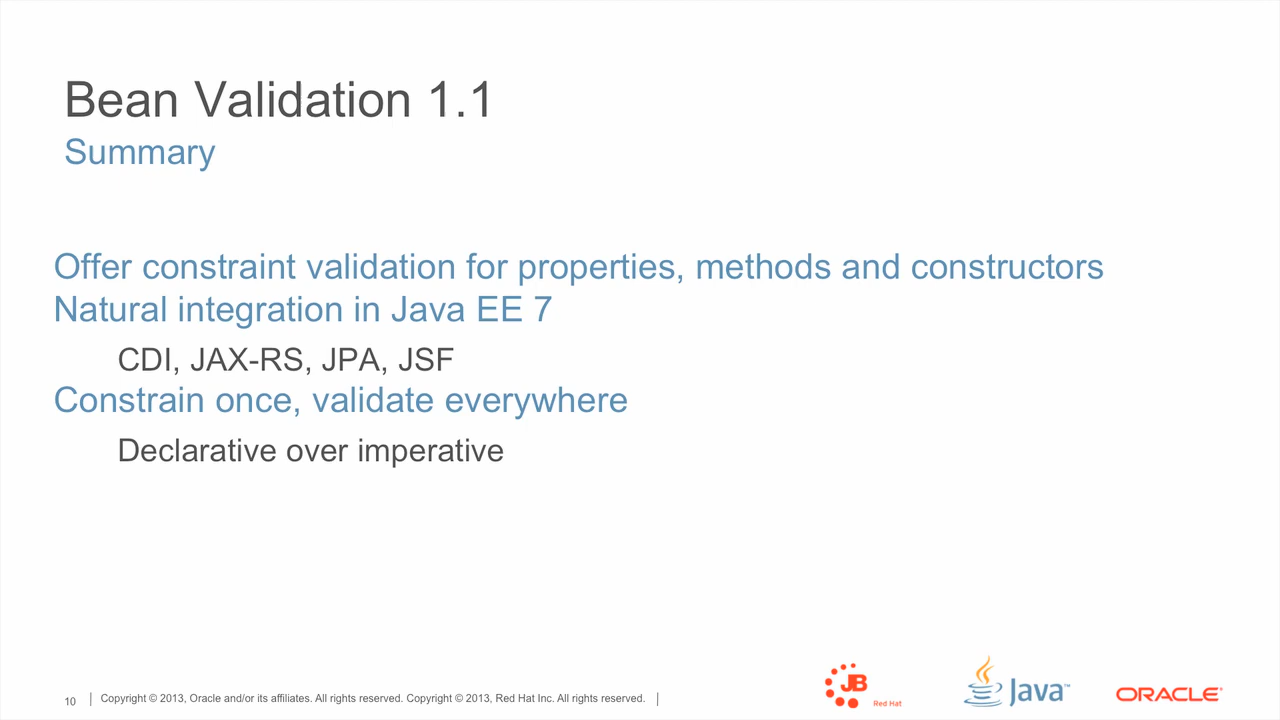 Bean Validation 1.1
Summary
Offer constraint validation for properties, methods and constructors
Natural integration in Java EE 7
CDI, JAX-RS, JPA, JSF
Constrain once, validate everywhere
Declarative over imperative
10 Copyright © 2013, Oracle and/or its affiliates. All rights reserved. Copyright © 2013, Red Hat Inc. All rights reserved.
JB Red Hat
Java™
ORACLE®